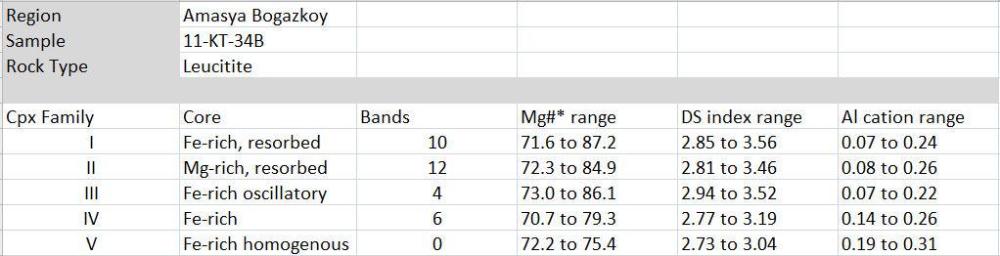 Region Amasya Bogazkoy
Sample 11-KT-34B
Rock Type Leucitite
Cpx Family Core Bands Mg#* range DS index range Al cation range
I Fe-rich, resorbed 10 71.6 to 87.2 2.85 to 3.56 0.07 to 0.24
II Mg-rich, resorbed 12 72.3 to 84.9 2.81 to 3.46 0.08 to 0.26
III Fe-rich oscillatory 4 73.0 to 86.1 2.94 to 3.52 0.07 to 0.22
IV Fe-rich 6 70.7 to 79.3 2.77 to 3.19 0.14 to 0.26
V Fe-rich homogenous 0 72.2 to 75.4 2.73 to 3.04 0.19 to 0.31